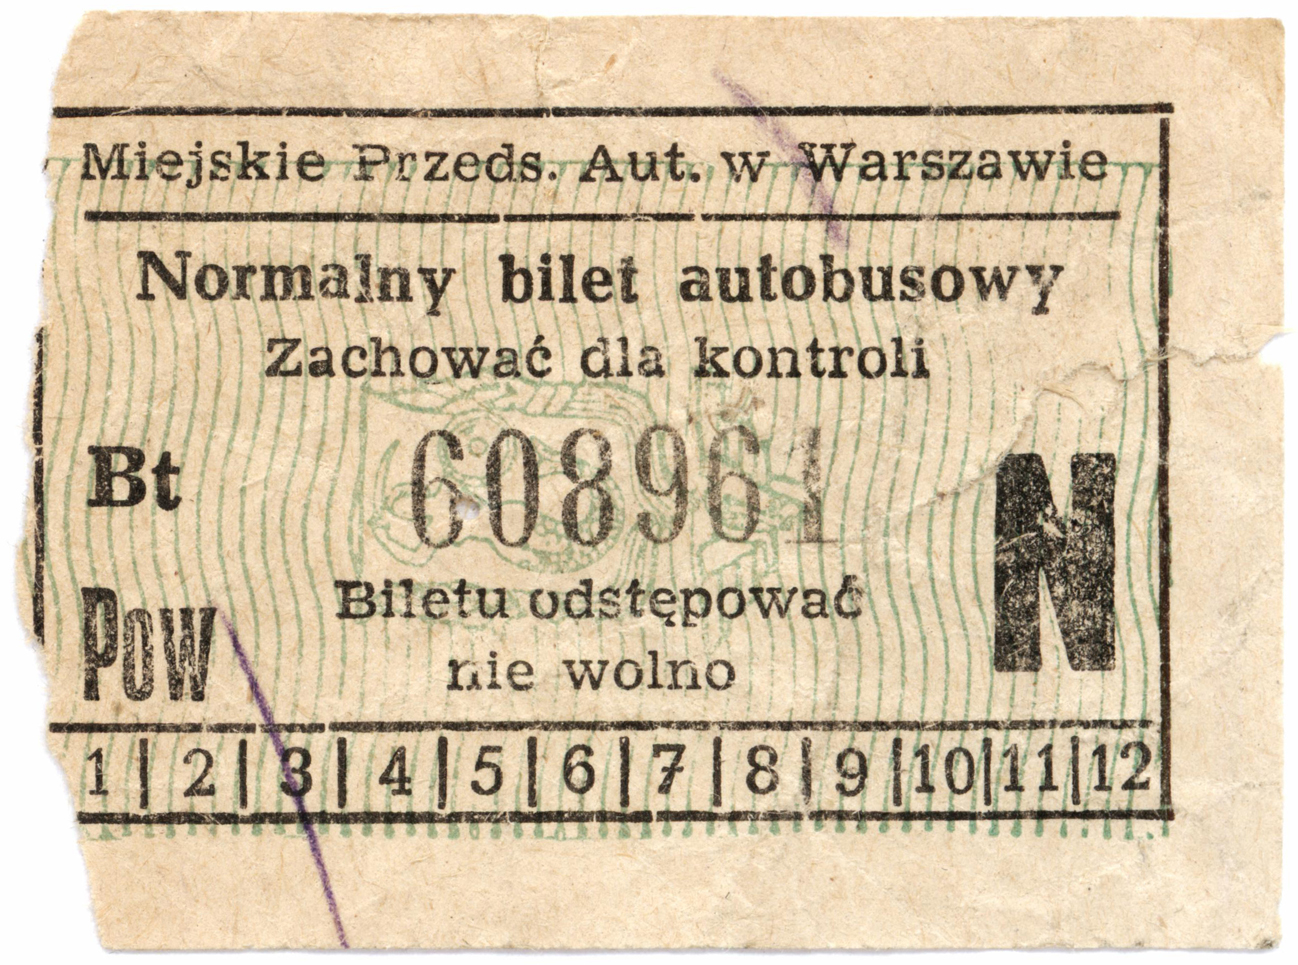 Miejskie Przeds. Aut. w Warszawie
Normalny bilet autobusowy
Zachować dla kontroli
Bt 608961 N
Pow Biletu odstępować
nie wolno
1|2|3|4|5|6|7|8|9|10|11|12